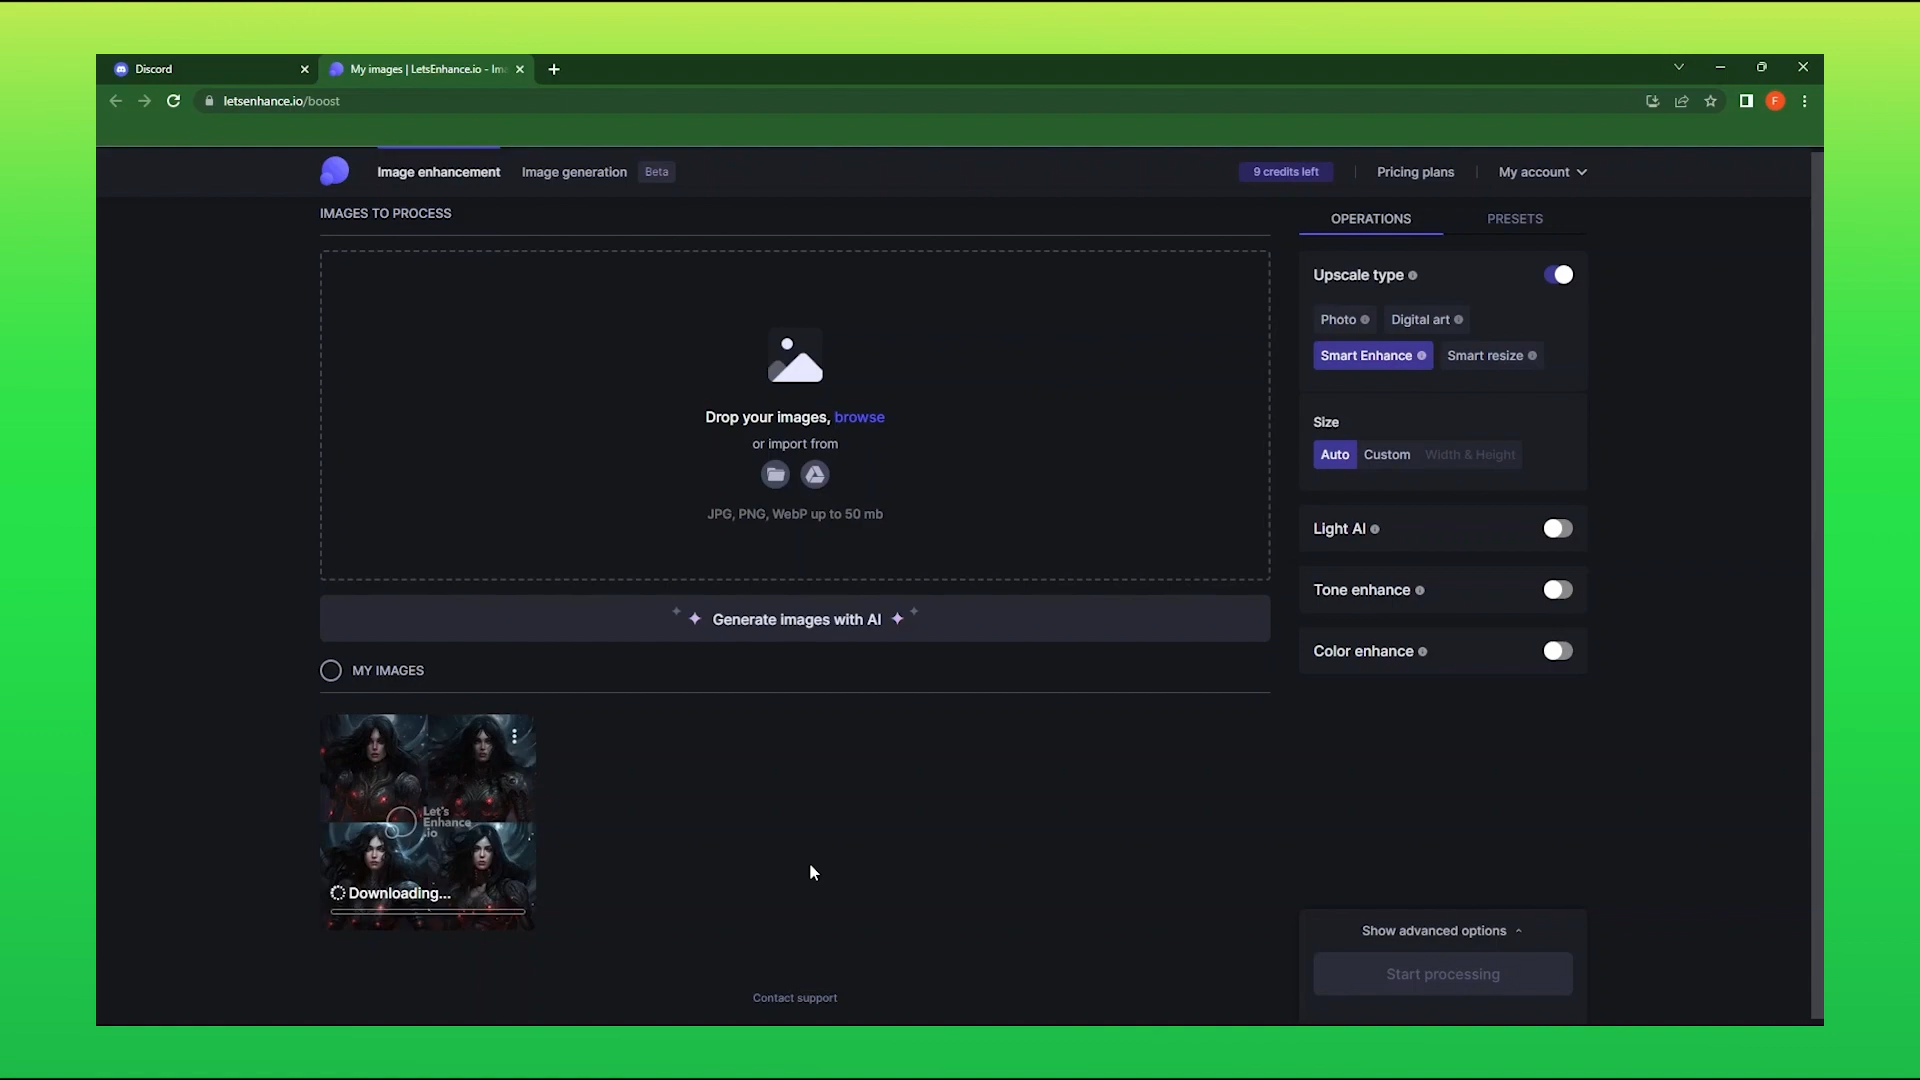 Discord
My images | LetsEnhance.io - Im
letsenhance.io/boost
F
Image enhancement
Image generation
Beta
9 credits left
Pricing plans
My account
IMAGES TO PROCESS
OPERATIONS
PRESETS
Upscale type
Photo
Digital art
Smart Enhance
Smart resize
Drop your images, browse
or import from
JPG, PNG, WebP up to 50 mb
Size
Auto
Custom
Width & Height
Light AI
Tone enhance
Color enhance
Generate images with AI
MY IMAGES
Let's
Enhance
.io
Downloading...
Show advanced options
Start processing
Contact support